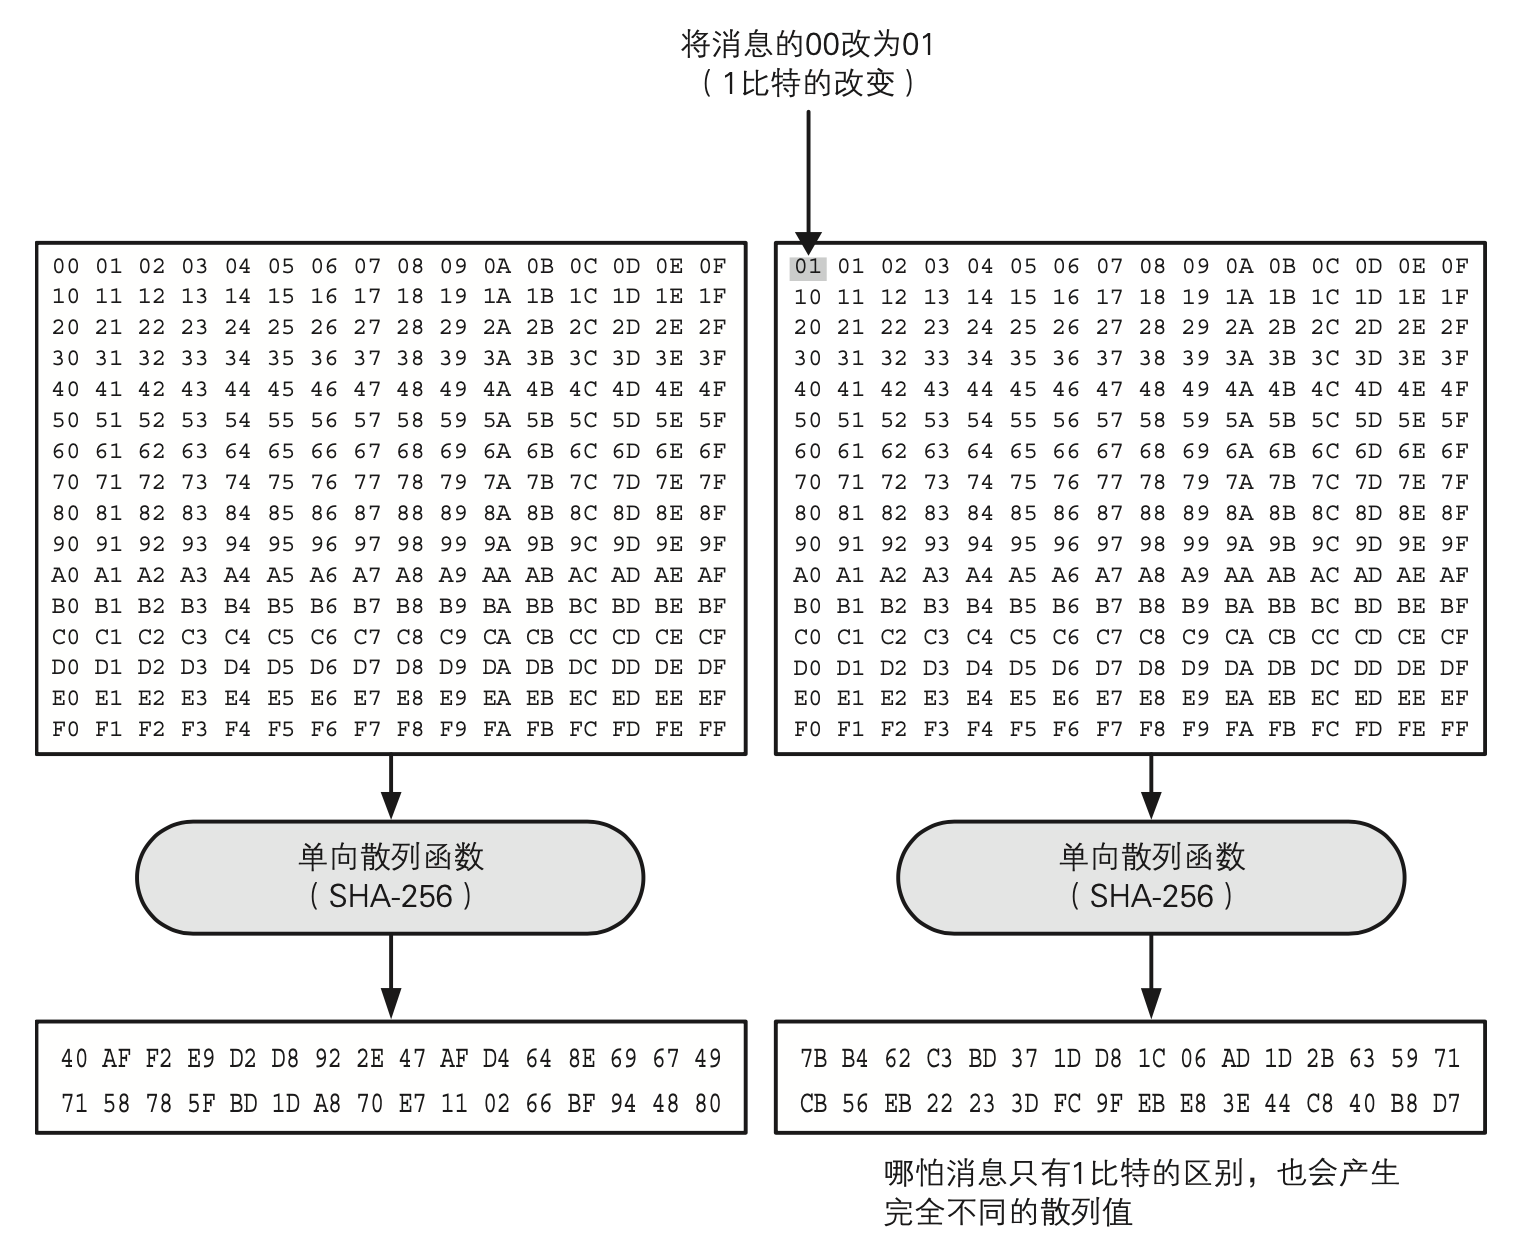 将消息的00改为01
（1比特的改变）
00 01 02 03 04 05 06 07 08 09 0A 0B 0C 0D 0E 0F
10 11 12 13 14 15 16 17 18 19 1A 1B 1C 1D 1E 1F
20 21 22 23 24 25 26 27 28 29 2A 2B 2C 2D 2E 2F
30 31 32 33 34 35 36 37 38 39 3A 3B 3C 3D 3E 3F
40 41 42 43 44 45 46 47 48 49 4A 4B 4C 4D 4E 4F
50 51 52 53 54 55 56 57 58 59 5A 5B 5C 5D 5E 5F
60 61 62 63 64 65 66 67 68 69 6A 6B 6C 6D 6E 6F
70 71 72 73 74 75 76 77 78 79 7A 7B 7C 7D 7E 7F
80 81 82 83 84 85 86 87 88 89 8A 8B 8C 8D 8E 8F
90 91 92 93 94 95 96 97 98 99 9A 9B 9C 9D 9E 9F
A0 A1 A2 A3 A4 A5 A6 A7 A8 A9 AA AB AC AD AE AF
B0 B1 B2 B3 B4 B5 B6 B7 B8 B9 BA BB BC BD BE BF
C0 C1 C2 C3 C4 C5 C6 C7 C8 C9 CA CB CC CD CE CF
D0 D1 D2 D3 D4 D5 D6 D7 D8 D9 DA DB DC DD DE DF
E0 E1 E2 E3 E4 E5 E6 E7 E8 E9 EA EB EC ED EE EF
F0 F1 F2 F3 F4 F5 F6 F7 F8 F9 FA FB FC FD FE FF
单向散列函数
（SHA-256）
40 AF F2 E9 D2 D8 92 2E 47 AF D4 64 8E 69 67 49
71 58 78 5F BD 1D A8 70 E7 11 02 66 BF 94 48 80
01 01 02 03 04 05 06 07 08 09 0A 0B 0C 0D 0E 0F
10 11 12 13 14 15 16 17 18 19 1A 1B 1C 1D 1E 1F
20 21 22 23 24 25 26 27 28 29 2A 2B 2C 2D 2E 2F
30 31 32 33 34 35 36 37 38 39 3A 3B 3C 3D 3E 3F
40 41 42 43 44 45 46 47 48 49 4A 4B 4C 4D 4E 4F
50 51 52 53 54 55 56 57 58 59 5A 5B 5C 5D 5E 5F
60 61 62 63 64 65 66 67 68 69 6A 6B 6C 6D 6E 6F
70 71 72 73 74 75 76 77 78 79 7A 7B 7C 7D 7E 7F
80 81 82 83 84 85 86 87 88 89 8A 8B 8C 8D 8E 8F
90 91 92 93 94 95 96 97 98 99 9A 9B 9C 9D 9E 9F
A0 A1 A2 A3 A4 A5 A6 A7 A8 A9 AA AB AC AD AE AF
B0 B1 B2 B3 B4 B5 B6 B7 B8 B9 BA BB BC BD BE BF
C0 C1 C2 C3 C4 C5 C6 C7 C8 C9 CA CB CC CD CE CF
D0 D1 D2 D3 D4 D5 D6 D7 D8 D9 DA DB DC DD DE DF
E0 E1 E2 E3 E4 E5 E6 E7 E8 E9 EA EB EC ED EE EF
F0 F1 F2 F3 F4 F5 F6 F7 F8 F9 FA FB FC FD FE FF
单向散列函数
（SHA-256）
7B B4 62 C3 BD 37 1D D8 1C 06 AD 1D 2B 63 59 71
CB 56 EB 22 23 3D FC 9F EB E8 3E 44 C8 40 B8 D7
哪怕消息只有1比特的区别，也会产生
完全不同的散列值